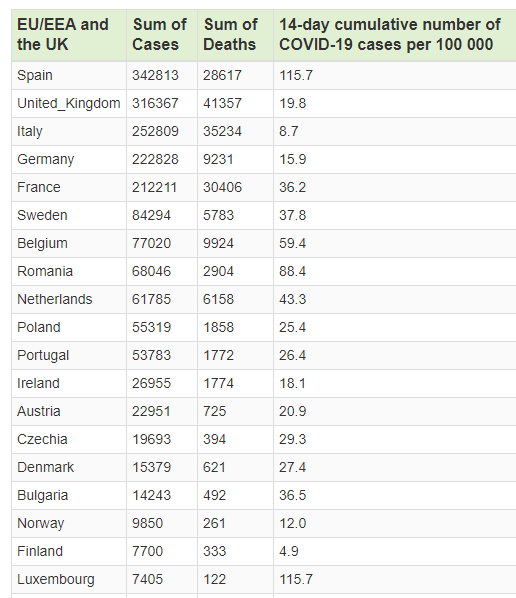 EU/EEA and the UK Sum of Cases Sum of Deaths 14-day cumulative number of COVID-19 cases per 100 000
Spain 342813 28617 115.7
United_Kingdom 316367 41357 19.8
Italy 252809 35234 8.7
Germany 222828 9231 15.9
France 212211 30406 36.2
Sweden 84294 5783 37.8
Belgium 77020 9924 59.4
Romania 68046 2904 88.4
Netherlands 61785 6158 43.3
Poland 55319 1858 25.4
Portugal 53783 1772 26.4
Ireland 26955 1774 18.1
Austria 22951 725 20.9
Czechia 19693 394 29.3
Denmark 15379 621 27.4
Bulgaria 14243 492 36.5
Norway 9850 261 12.0
Finland 7700 333 4.9
Luxembourg 7405 122 115.7